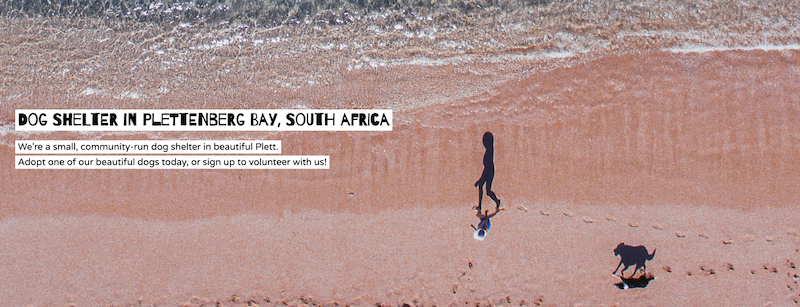 DOG SHELTER IN PLETTENBERG BAY, SOUTH AFRICA
We're a small, community-run dog shelter in beautiful Plett.
Adopt one of our beautiful dogs today, or sign up to volunteer with us!